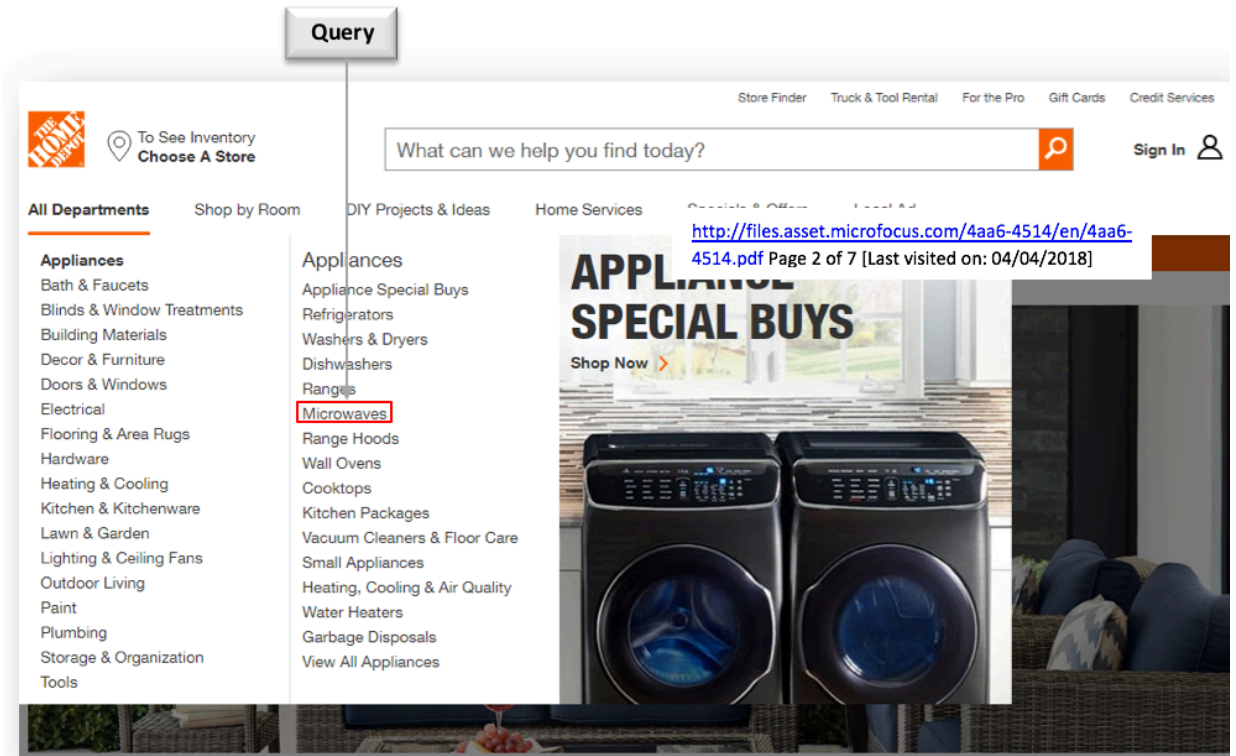 Query
Store Finder Truck & Tool Rental For the Pro Gift Cards Credit Services
THE HOME DEPOT
To See Inventory
Choose A Store
What can we help you find today?
Sign In
All Departments Shop by Room DIY Projects & Ideas Home Services Specials & Offers Local Ad
http://files.asset.microfocus.com/4aa6-4514/en/4aa6-
4514.pdf Page 2 of 7 [Last visited on: 04/04/2018]
Appliances
Bath & Faucets
Blinds & Window Treatments
Building Materials
Decor & Furniture
Doors & Windows
Electrical
Flooring & Area Rugs
Hardware
Heating & Cooling
Kitchen & Kitchenware
Lawn & Garden
Lighting & Ceiling Fans
Outdoor Living
Paint
Plumbing
Storage & Organization
Tools
Appliances
Appliance Special Buys
Refrigerators
Washers & Dryers
Dishwashers
Ranges
Microwaves
Range Hoods
Wall Ovens
Cooktops
Kitchen Packages
Vacuum Cleaners & Floor Care
Small Appliances
Heating, Cooling & Air Quality
Water Heaters
Garbage Disposals
View All Appliances
APPLIANCE
SPECIAL BUYS
Shop Now